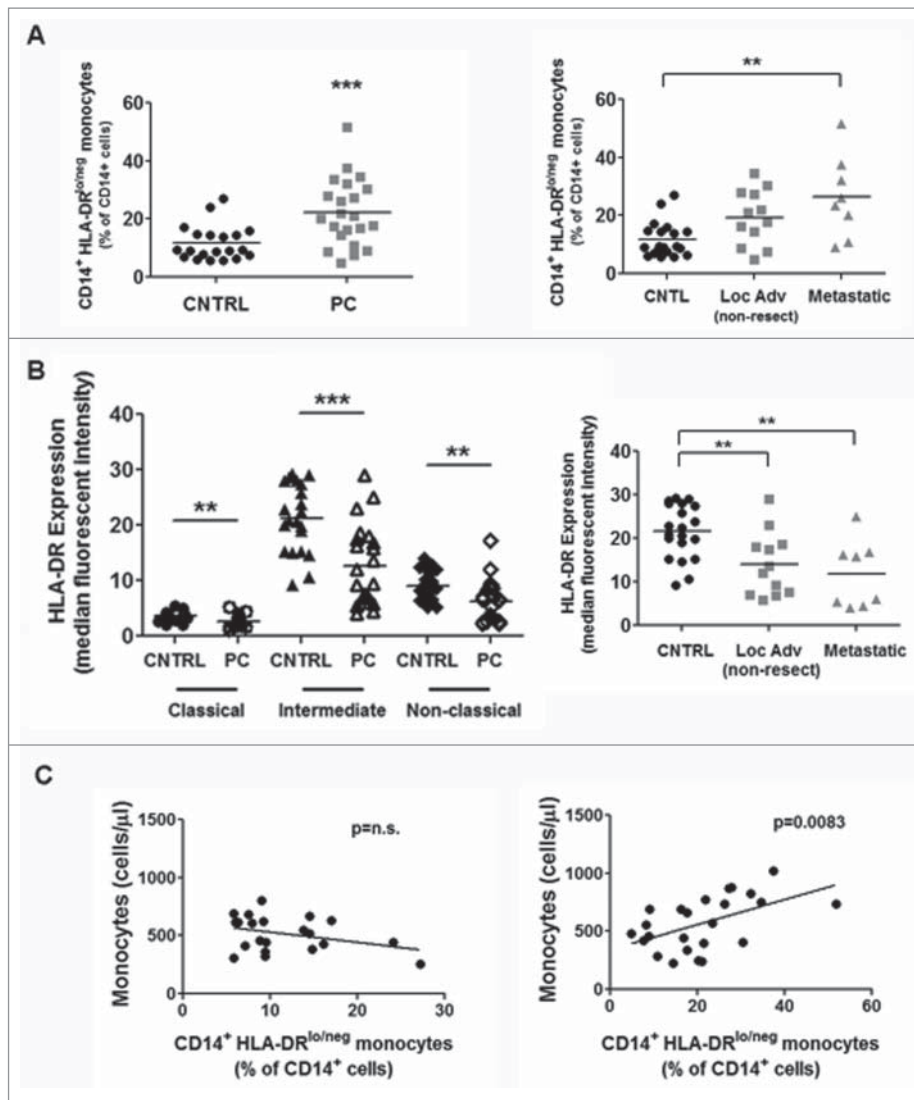 A
CD14+ HLA-DRlo/neg monocytes
(% of CD14+ cells)
60
40
20
0
***
CNTRL
PC
CD14+ HLA-DRlo/neg monocytes
(% of CD14+ cells)
60
40
20
0
**
CNTL
Loc Adv
(non-resect)
Metastatic
B
HLA-DR Expression
(median fluorescent intensity)
40
30
20
10
0
**
***
**
CNTRL PC CNTRL PC CNTRL PC
Classical
Intermediate
Non-classical
HLA-DR Expression
(median fluorescent intensity)
40
30
20
10
0
**
**
CNTRL
Loc Adv
(non-resect)
Metastatic
C
Monocytes (cells/µl)
1500
1000
500
0
p=n.s.
0 10 20 30
CD14+ HLA-DRlo/neg monocytes
(% of CD14+ cells)
Monocytes (cells/µl)
1500
1000
500
0
p=0.0083
0 20 40 60
CD14+ HLA-DRlo/neg monocytes
(% of CD14+ cells)